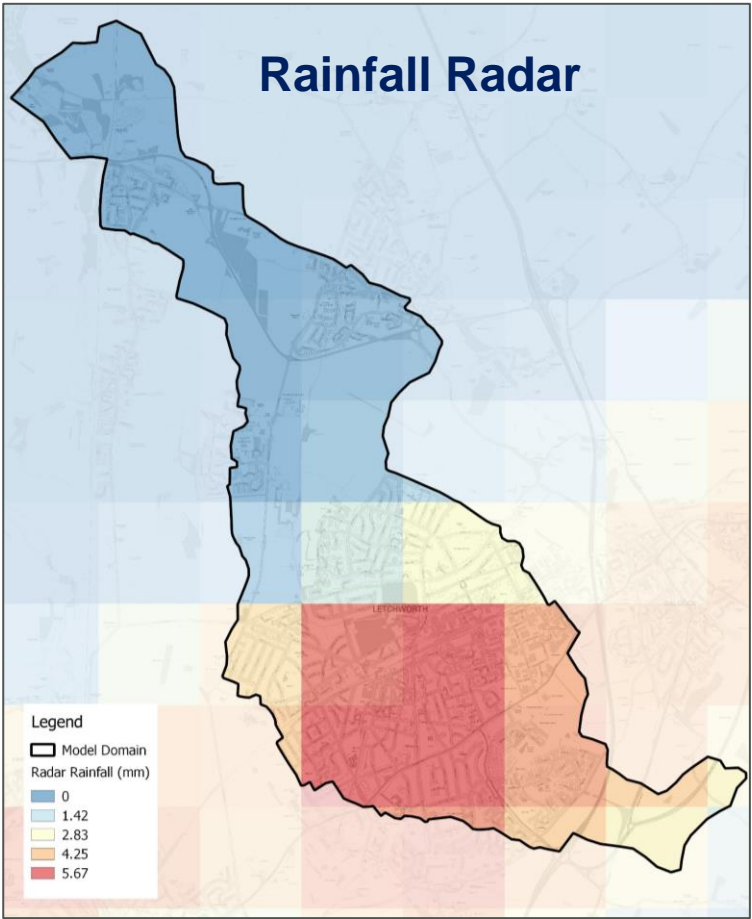 Rainfall Radar
LETCHWORTH
Legend
Model Domain
Radar Rainfall (mm)
0
1.42
2.83
4.25
5.67